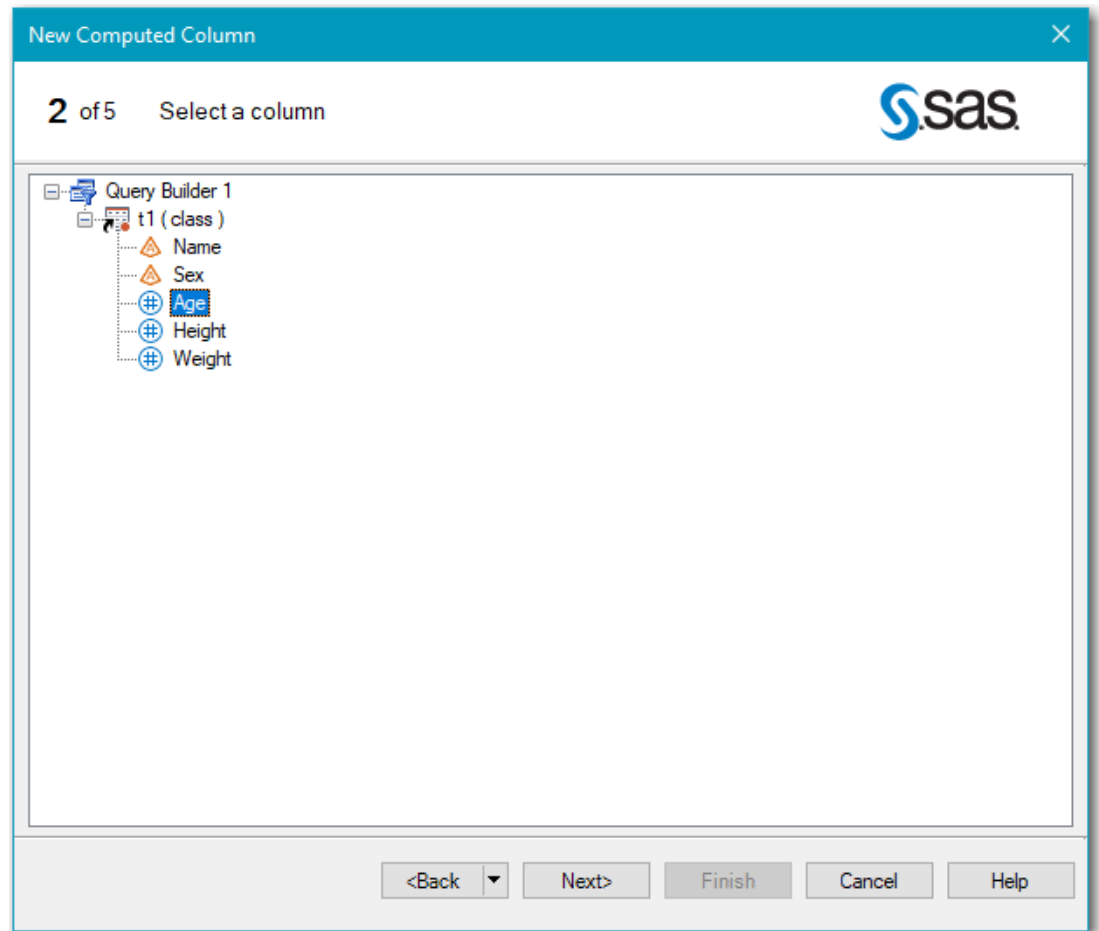 New Computed Column
2 of 5 Select a column
sas
Query Builder 1
t1 ( class )
Name
Sex
Age
Height
Weight
<Back Next> Finish Cancel Help